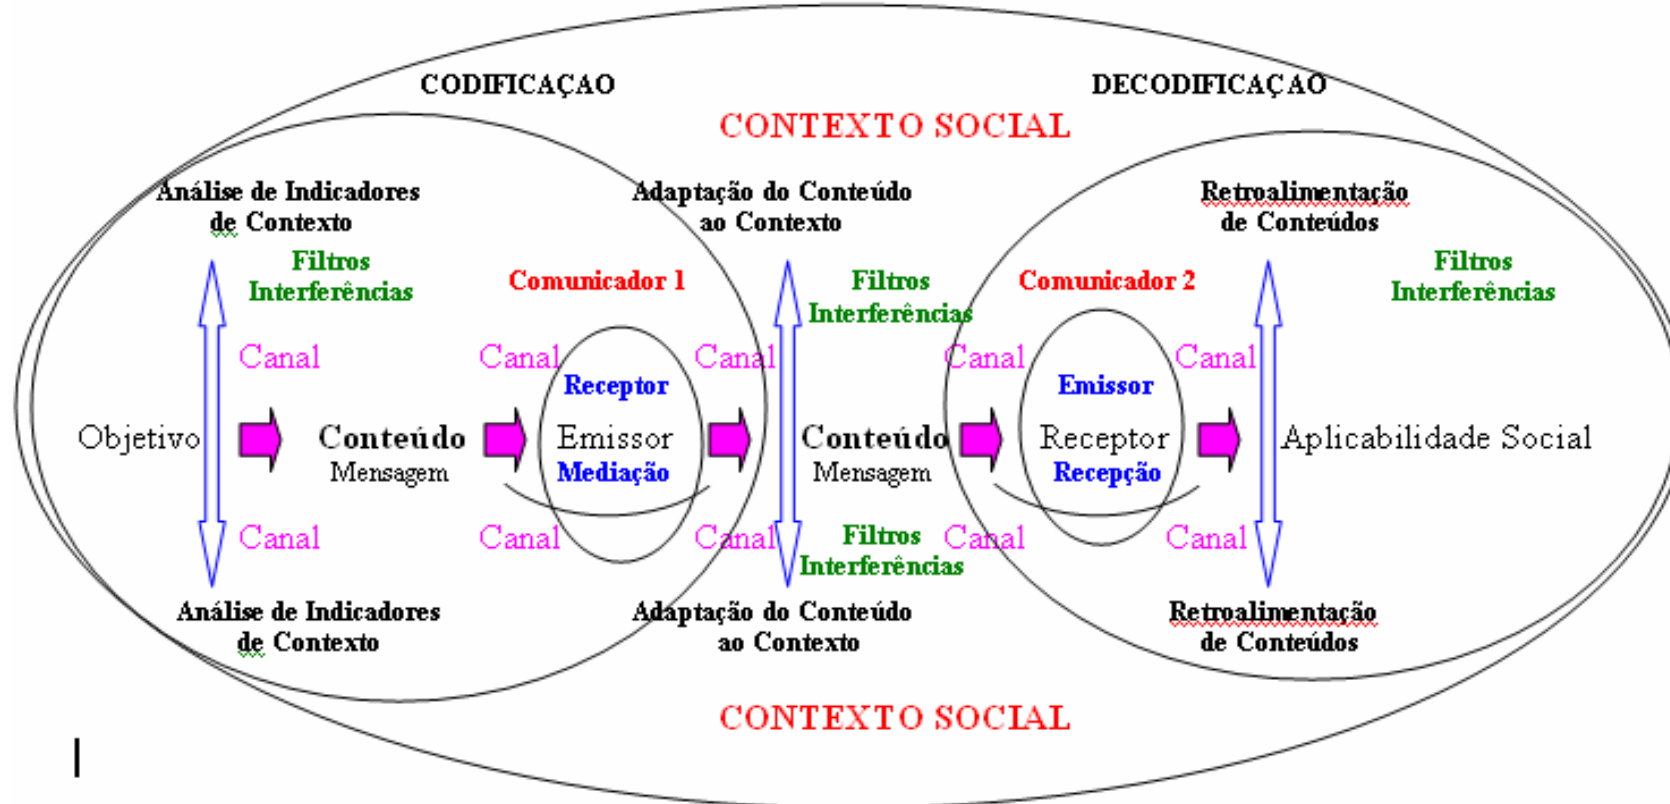 CODIFICAÇAO
DECODIFICAÇAO
CONTEXTO SOCIAL
Análise de Indicadores
de Contexto
Adaptação do Conteúdo
ao Contexto
Retroalimentação
de Conteúdos
Filtros
Interferências
Comunicador 1
Filtros
Interferências
Comunicador 2
Filtros
Interferências
Canal
Canal
Canal
Canal
Canal
Receptor
Emissor
Objetivo
Conteúdo
Emissor
Conteúdo
Receptor
Aplicabilidade Social
Mensagem
Mediação
Mensagem
Recepção
Canal
Canal
Canal
Filtros
Interferências
Canal
Canal
Análise de Indicadores
de Contexto
Adaptação do Conteúdo
ao Contexto
Retroalimentação
de Conteúdos
CONTEXTO SOCIAL